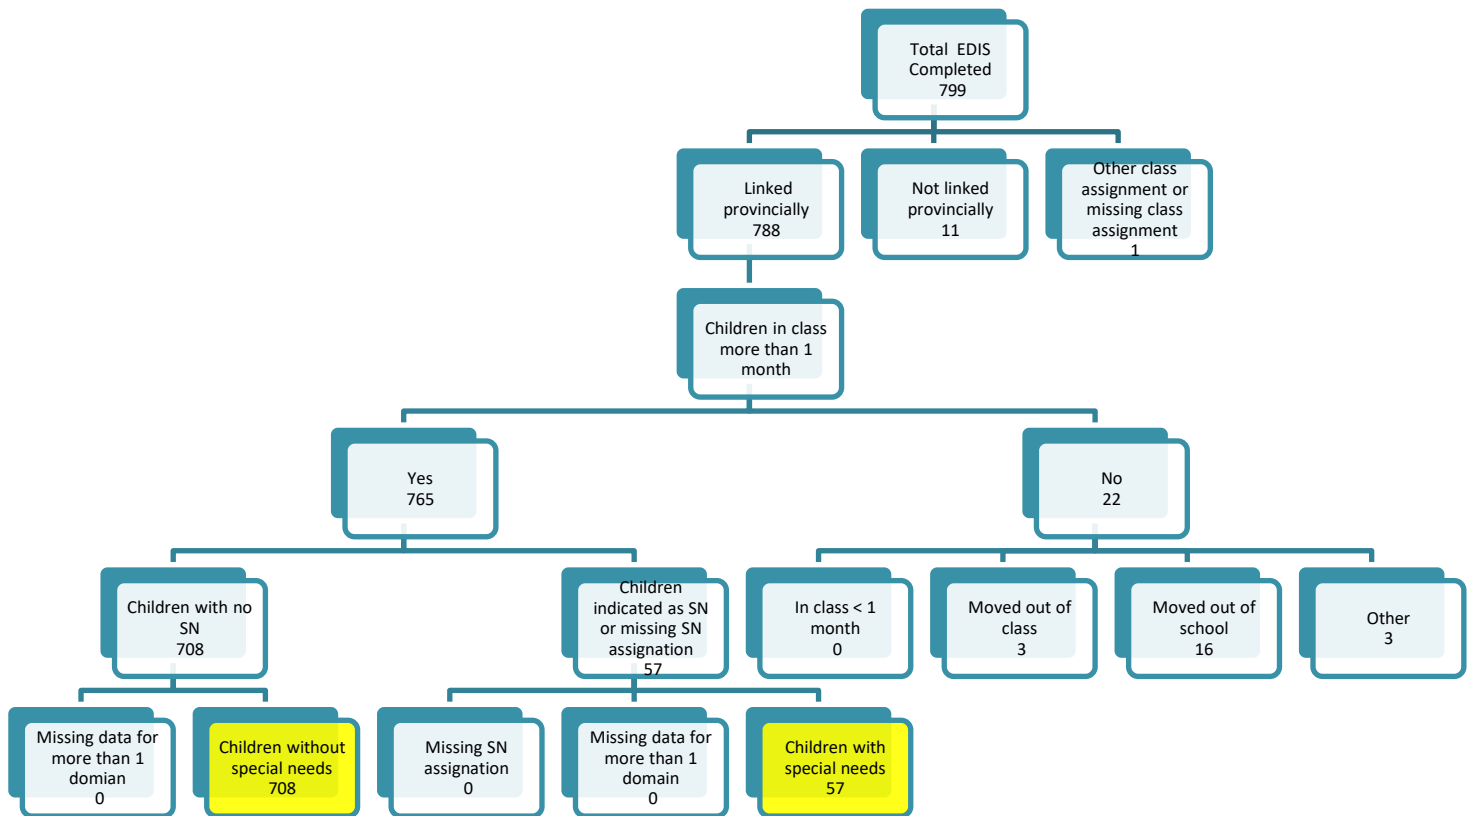 Total EDIS
Completed
799
Linked
provincially
788
Not linked
provincially
11
Other class
assignment or
missing class
assignment
1
Children in class
more than 1
month
Yes
765
No
22
Children with no
SN
708
Children
indicated as SN
or missing SN
assignation
57
In class < 1
month
0
Moved out of
class
3
Moved out of
school
16
Other
3
Missing data for
more than 1
domian
0
Children without
special needs
708
Missing SN
assignation
0
Missing data for
more than 1
domain
0
Children with
special needs
57